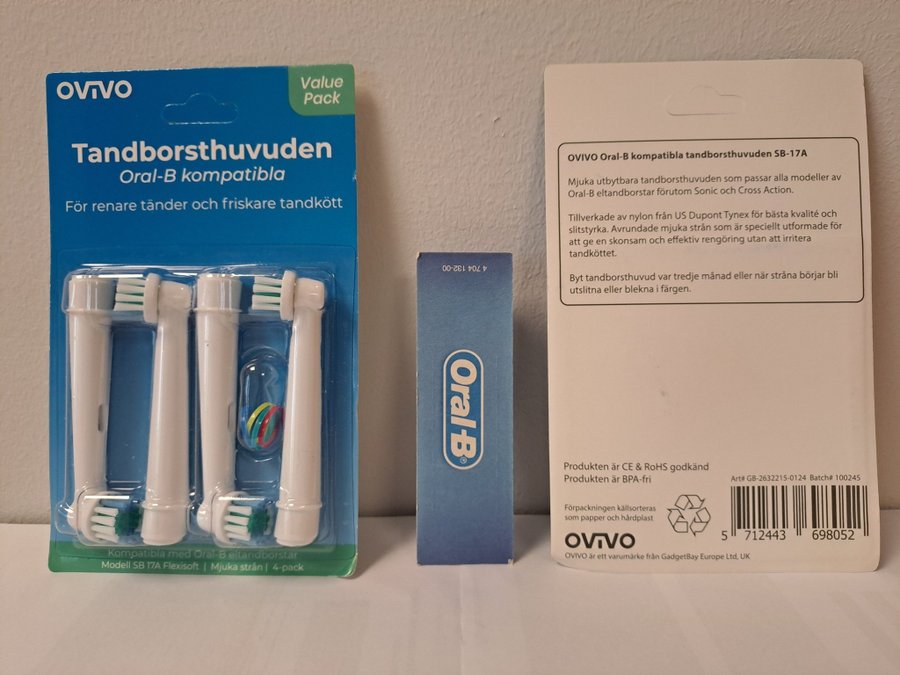 OVIVO
Value
Pack
Tandborsthuvuden
Oral-B kompatibla
För renare tänder och friskare tandkött
Kompatibla med Oral-B eltandborstar
Modell SB 17A Flexisoft | Mjuka strån | 4-pack
4 704 132-00
Oral-B®
OVIVO Oral-B kompatibla tandborsthuvuden SB-17A
Mjuka utbytbara tandborsthuvuden som passar alla modeller av
Oral-B eltandborstar förutom Sonic och Cross Action.
Tillverkade av nylon från US Dupont Tynex för bästa kvalité och
slitstyrka. Avrundade mjuka strån som är speciellt utformade för
att ge en skonsam och effektiv rengöring utan att irritera
tandköttet.
Byt tandborsthuvud var tredje månad eller när stråna börjar bli
utslitna eller blekna i färgen.
Produkten är CE & RoHS godkänd
Produkten är BPA-fri
Art# GB-2632215-0124 Batch# 100245
Förpackningen källsorteras
som papper och hårdplast
OVIVO
5 712443 698052
OVIVO är ett varumärke från GadgetBay Europe Ltd, UK